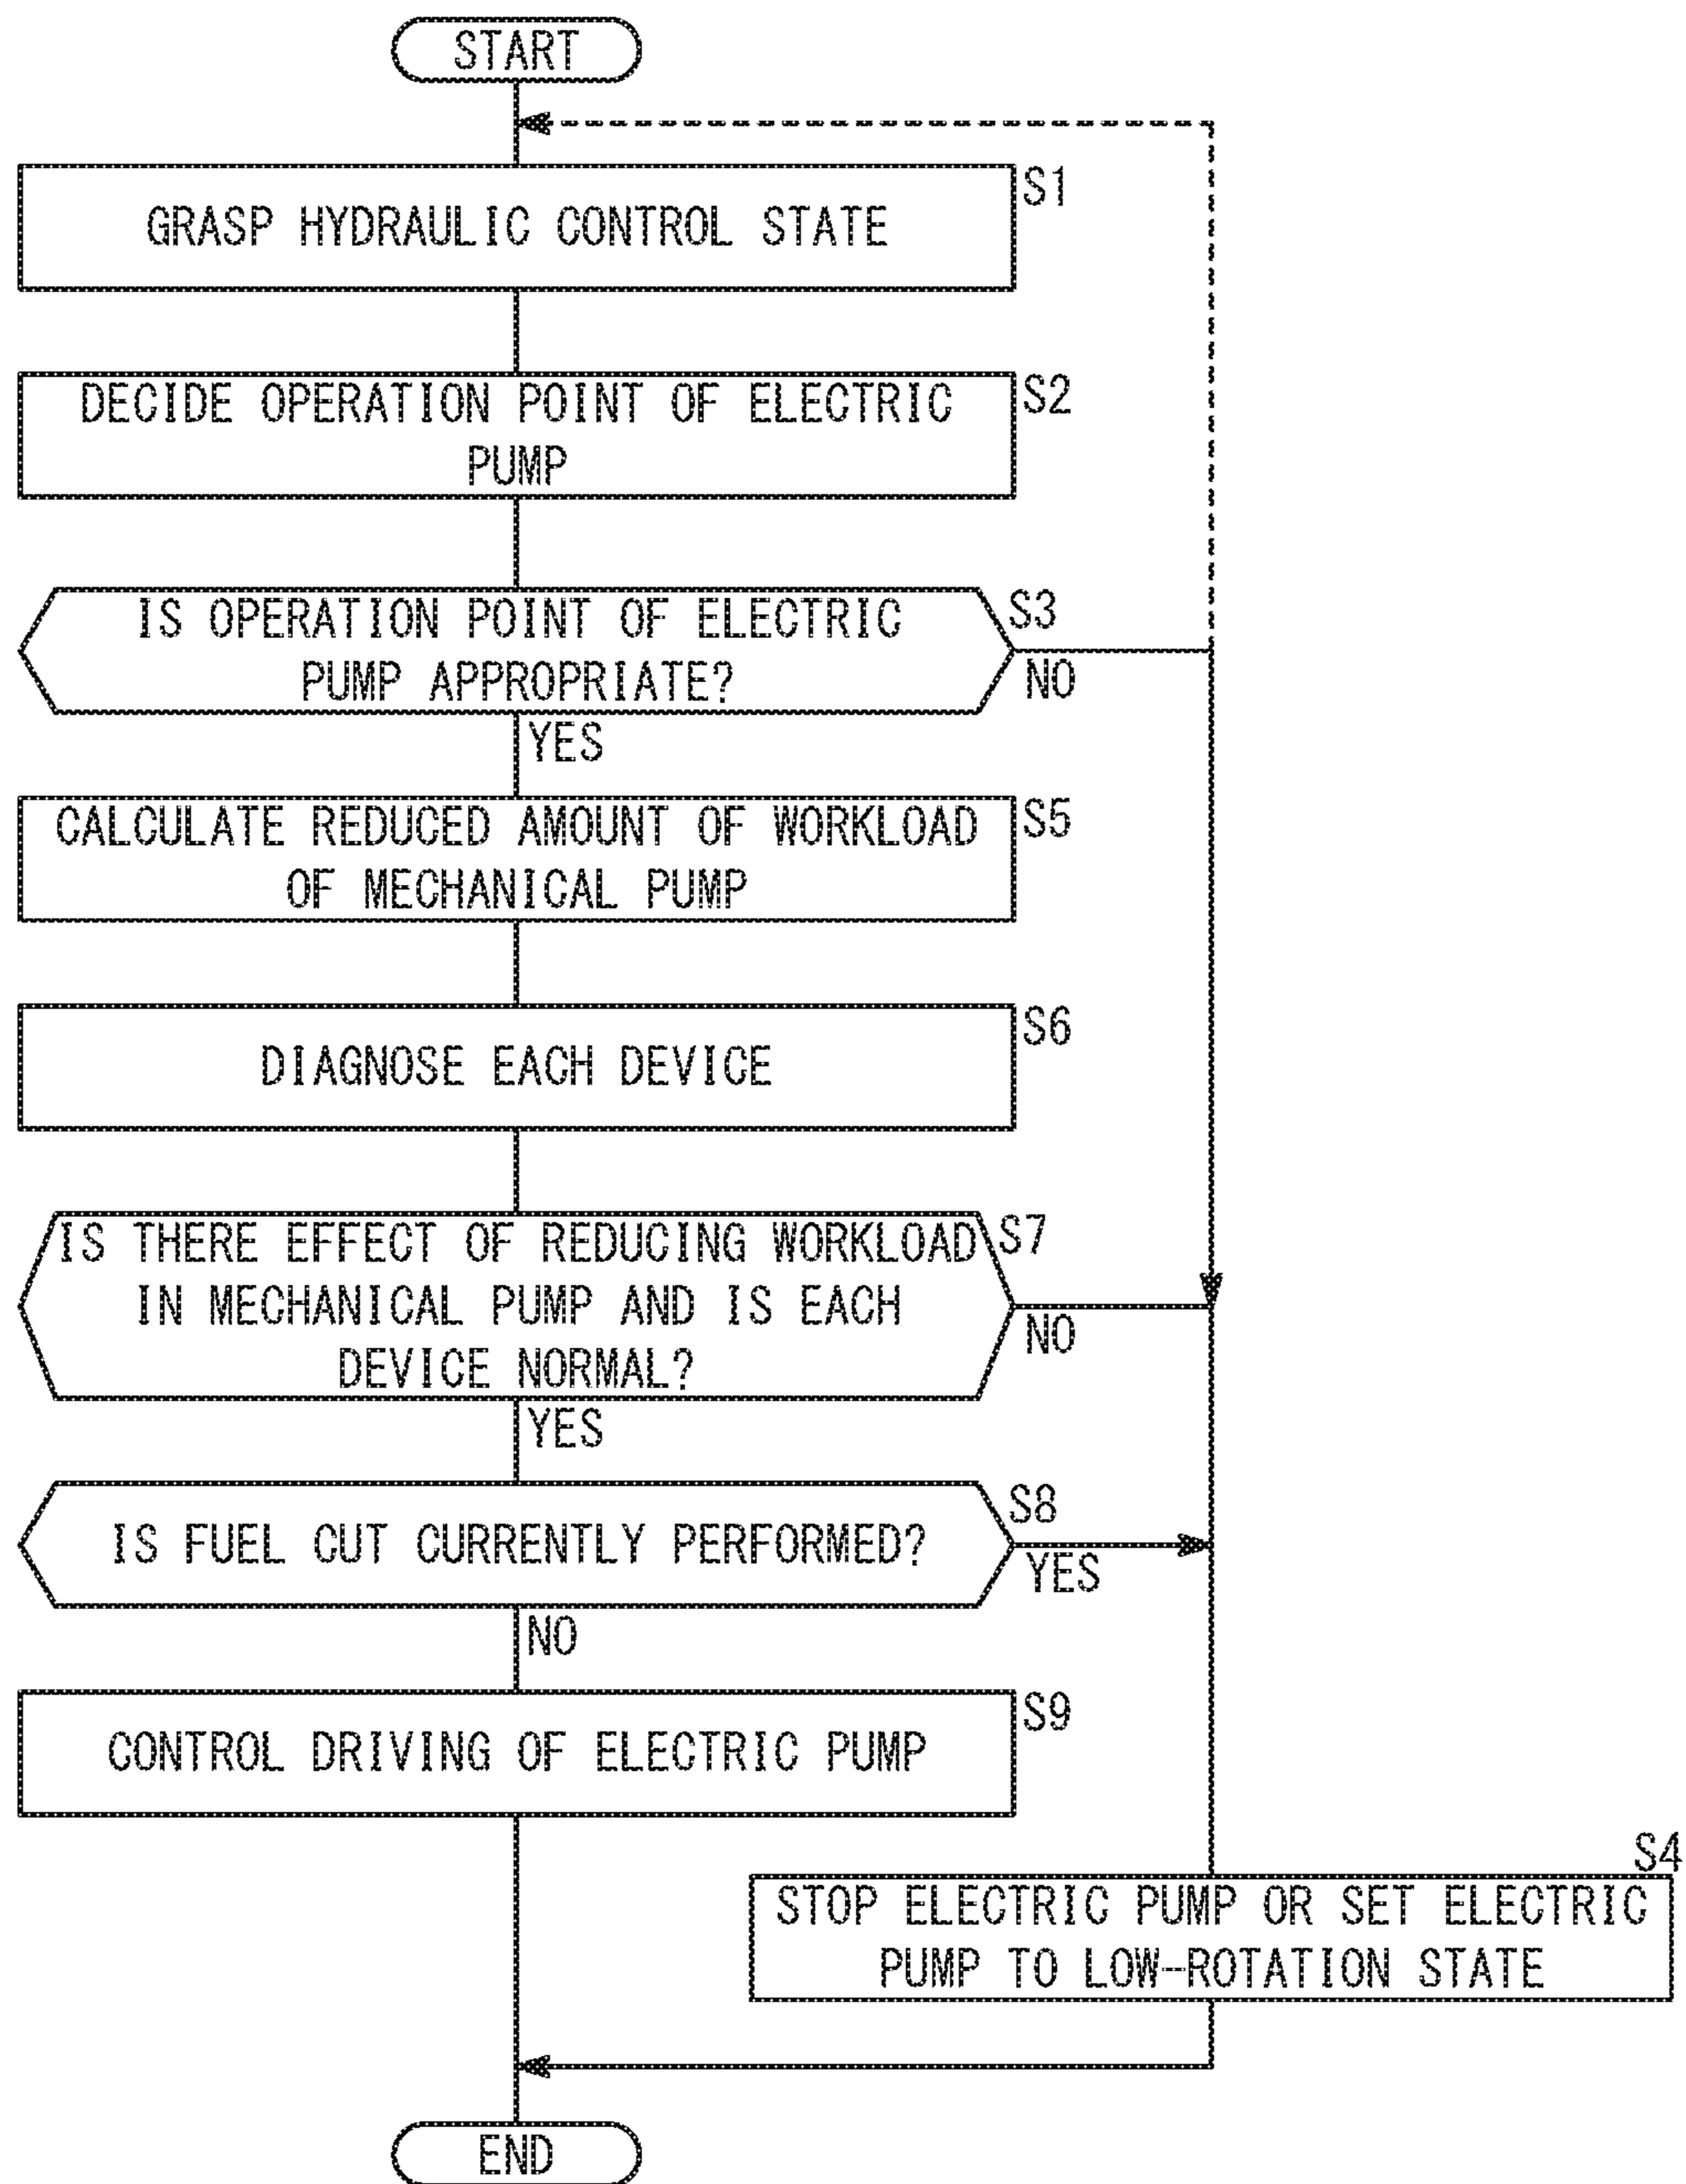 START
GRASP HYDRAULIC CONTROL STATE
S1
DECIDE OPERATION POINT OF ELECTRIC
PUMP
S2
IS OPERATION POINT OF ELECTRIC
PUMP APPROPRIATE?
S3
NO
YES
CALCULATE REDUCED AMOUNT OF WORKLOAD
OF MECHANICAL PUMP
S5
DIAGNOSE EACH DEVICE
S6
IS THERE EFFECT OF REDUCING WORKLOAD
IN MECHANICAL PUMP AND IS EACH
DEVICE NORMAL?
S7
NO
YES
IS FUEL CUT CURRENTLY PERFORMED?
S8
YES
NO
CONTROL DRIVING OF ELECTRIC PUMP
S9
S4
STOP ELECTRIC PUMP OR SET ELECTRIC
PUMP TO LOW-ROTATION STATE
END